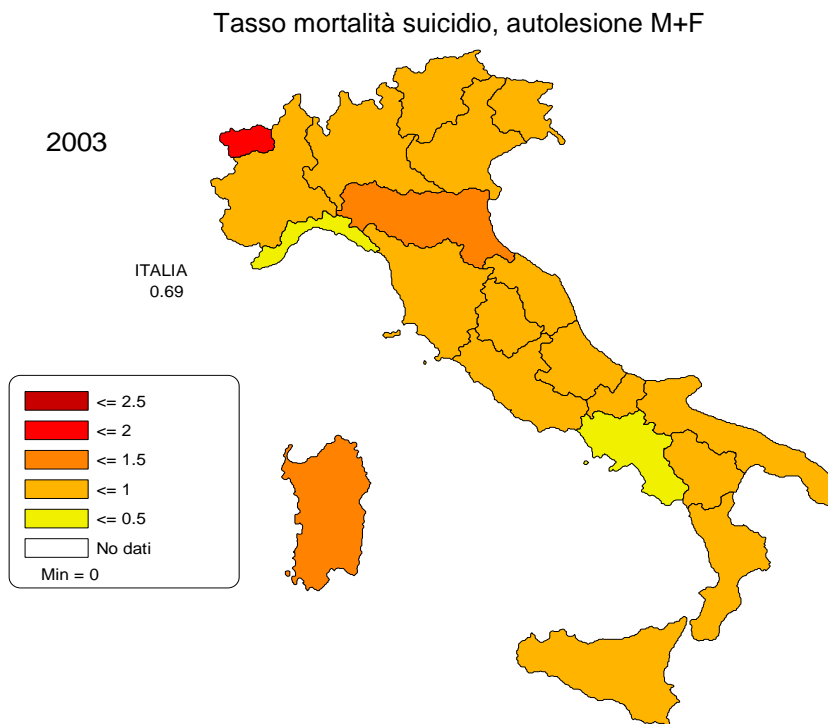 Tasso mortalità suicidio, autolesione M+F
2003
ITALIA
0.69
<= 2.5
<= 2
<= 1.5
<= 1
<= 0.5
No dati
Min = 0